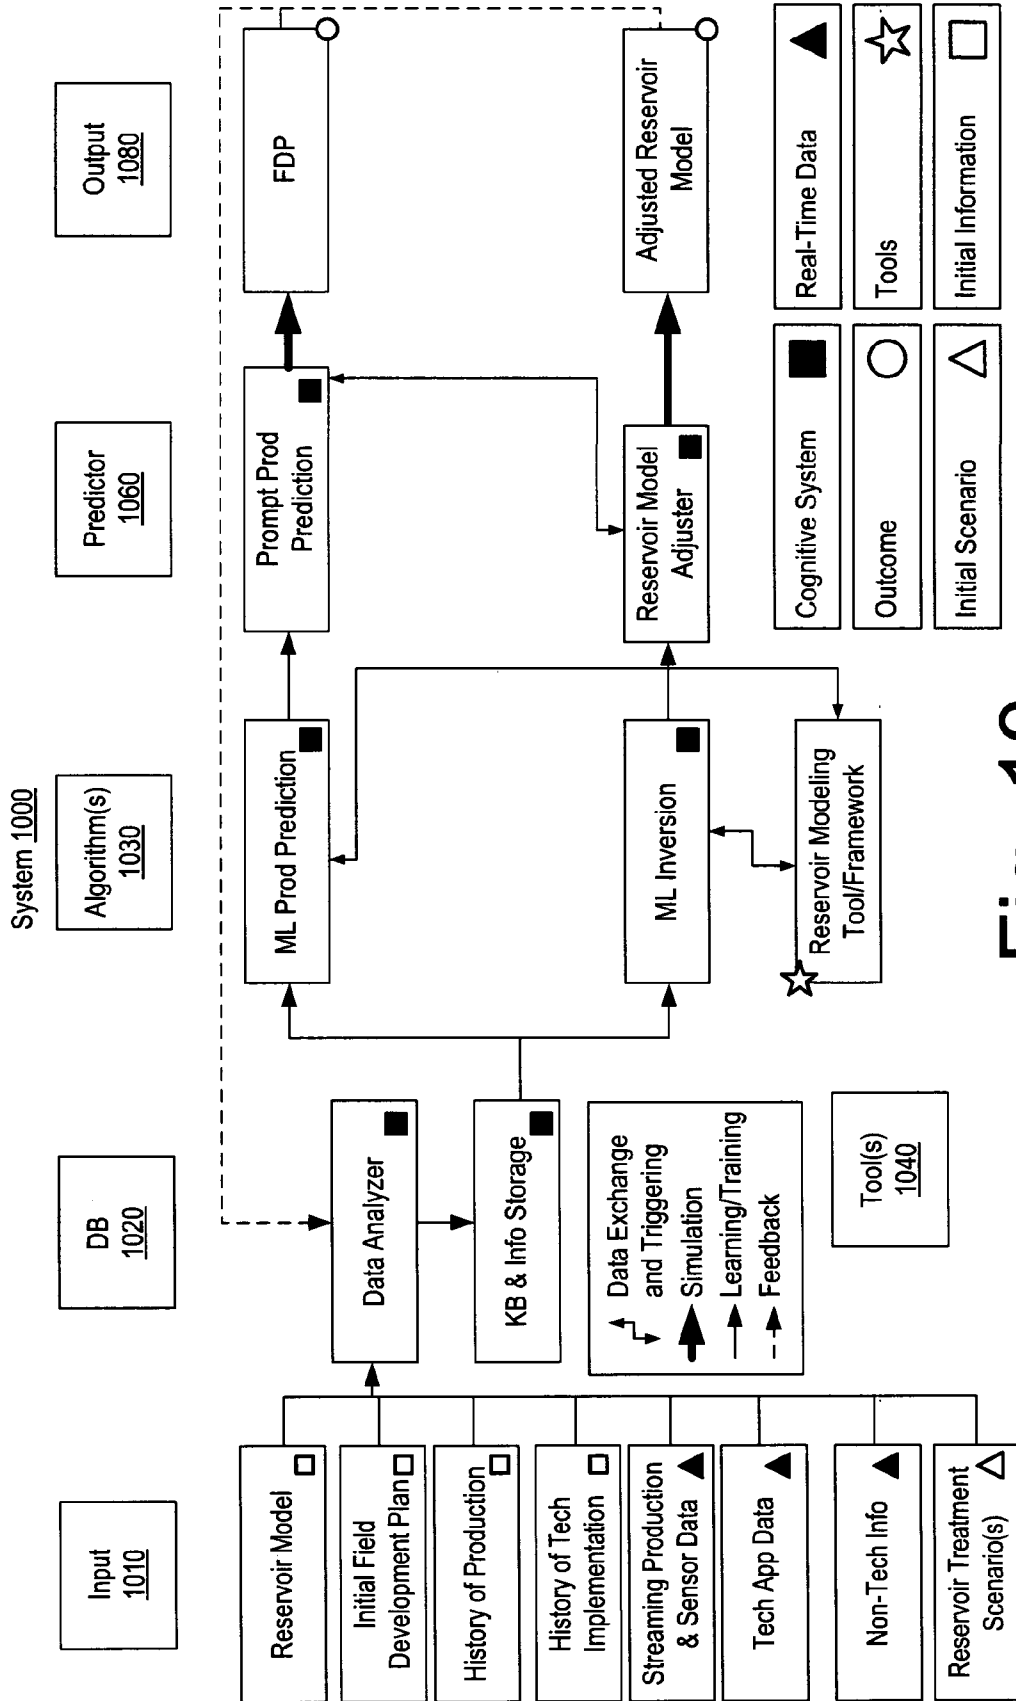 System 1000
Input
1010
DB
1020
Algorithm(s)
1030
Predictor
1060
Output
1080
Reservoir Model
Initial Field
Development Plan
History of Production
History of Tech
Implementation
Streaming Production
& Sensor Data
Tech App Data
Non-Tech Info
Reservoir Treatment
Scenario(s)
Data Analyzer
KB & Info Storage
Data Exchange
and Triggering
Simulation
Learning/Training
Feedback
Tool(s)
1040
ML Prod Prediction
ML Inversion
Reservoir Modeling
Tool/Framework
Prompt Prod
Prediction
Reservoir Model
Adjuster
FDP
Adjusted Reservoir
Model
Cognitive System
Real-Time Data
Outcome
Tools
Initial Scenario
Initial Information